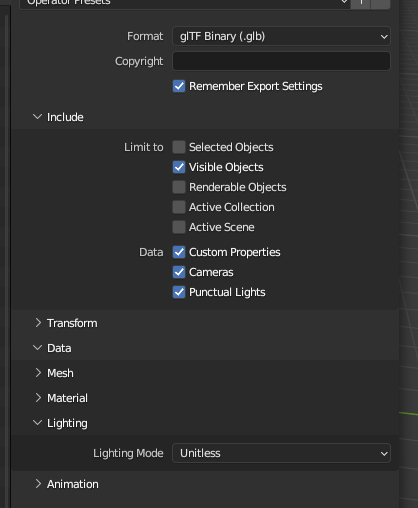 Operator Presets
Format glTF Binary (.glb)
Copyright
Remember Export Settings
Include
Limit to Selected Objects
Visible Objects
Renderable Objects
Active Collection
Active Scene
Data Custom Properties
Cameras
Punctual Lights
Transform
Data
Mesh
Material
Lighting
Lighting Mode Unitless
Animation